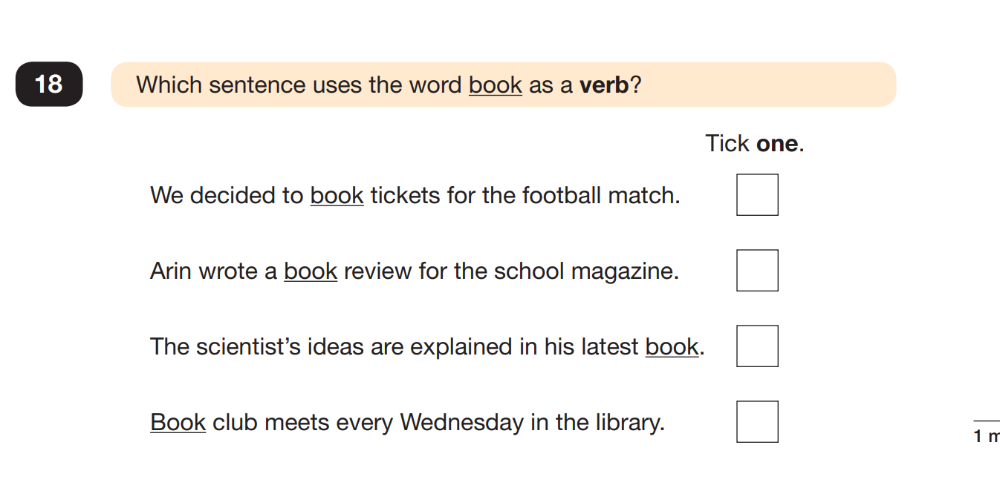 18
Which sentence uses the word book as a verb?
Tick one.
We decided to book tickets for the football match.
Arin wrote a book review for the school magazine.
The scientist’s ideas are explained in his latest book.
Book club meets every Wednesday in the library.
1 m